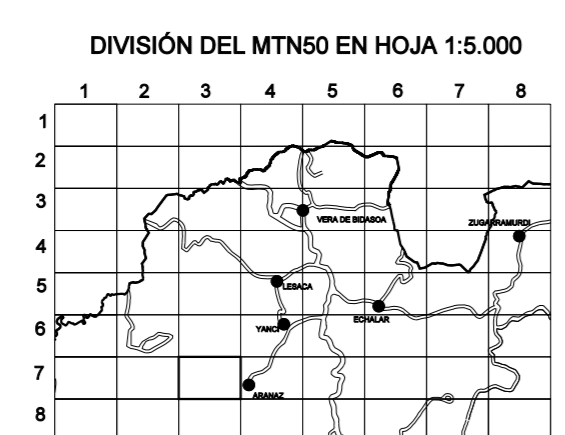 DIVISIÓN DEL MTN50 EN HOJA 1:5.000
1 2 3 4 5 6 7 8
1
2
3
VERA DE BIDASOA
ZUGARRAMURDI
4
5
LESACA
ECHALAR
6
YANCI
7
ARANAZ
8